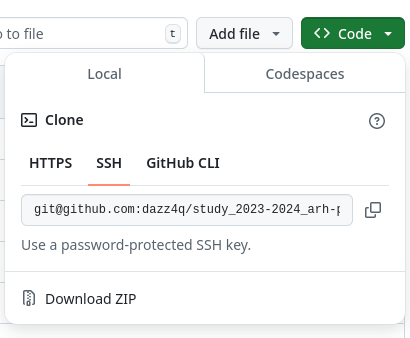 to file t Add file Code
Local Codespaces
Clone
HTTPS SSH GitHub CLI
git@github.com:dazz4q/study_2023-2024_arh-
Use a password-protected SSH key.
Download ZIP